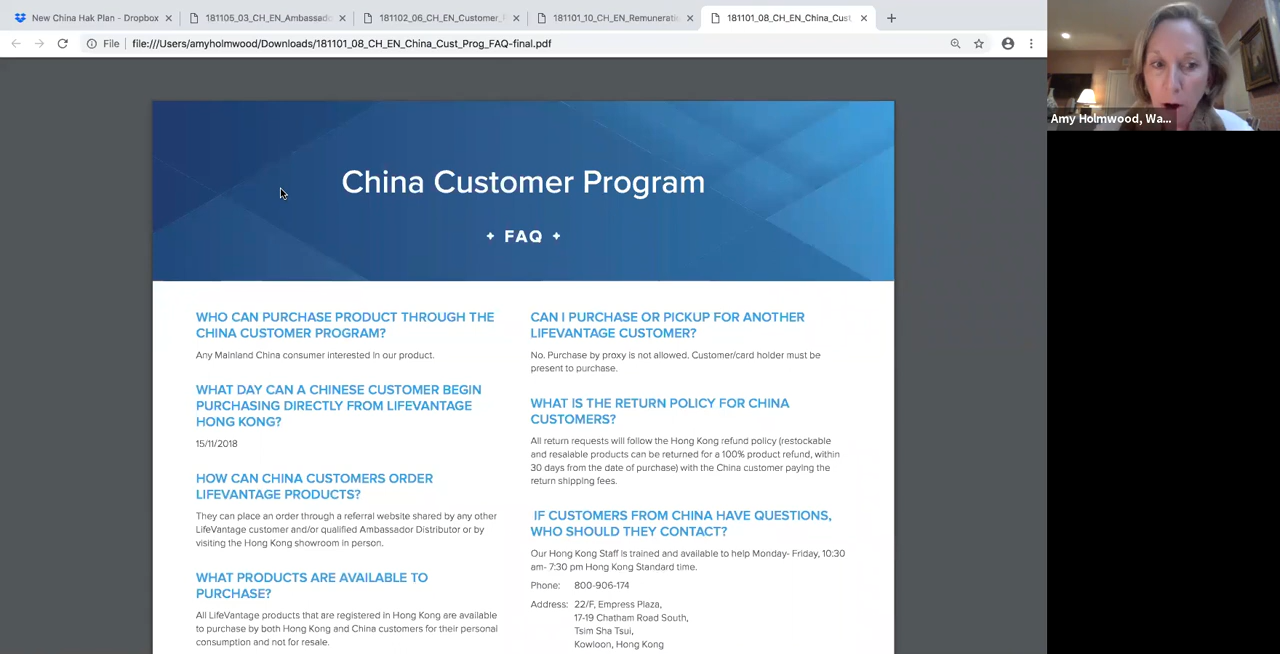 New China Hak Plan - Dropbox
181105_03_CH_EN_Ambassad
181102_06_CH_EN_Customer_
181101_10_CH_EN_Remunerati
181101_08_CH_EN_China_Cust
File
file:///Users/amyholmwood/Downloads/181101_08_CH_EN_China_Cust_Prog_FAQ-final.pdf
Amy Holmwood, Wa...
China Customer Program
FAQ
WHO CAN PURCHASE PRODUCT THROUGH THE
CHINA CUSTOMER PROGRAM?
Any Mainland China consumer interested in our product.
WHAT DAY CAN A CHINESE CUSTOMER BEGIN
PURCHASING DIRECTLY FROM LIFEVANTAGE
HONG KONG?
15/11/2018
HOW CAN CHINA CUSTOMERS ORDER
LIFEVANTAGE PRODUCTS?
They can place an order through a referral website shared by any other
LifeVantage customer and/or qualified Ambassador Distributor or by
visiting the Hong Kong showroom in person.
WHAT PRODUCTS ARE AVAILABLE TO
PURCHASE?
All LifeVantage products that are registered in Hong Kong are available
to purchase by both Hong Kong and China customers for their personal
consumption and not for resale.
CAN I PURCHASE OR PICKUP FOR ANOTHER
LIFEVANTAGE CUSTOMER?
No. Purchase by proxy is not allowed. Customer/card holder must be
present to purchase.
WHAT IS THE RETURN POLICY FOR CHINA
CUSTOMERS?
All return requests will follow the Hong Kong refund policy (restockable
and resalable products can be returned for a 100% product refund, within
30 days from the date of purchase) with the China customer paying the
return shipping fees.
IF CUSTOMERS FROM CHINA HAVE QUESTIONS,
WHO SHOULD THEY CONTACT?
Our Hong Kong Staff is trained and available to help Monday- Friday, 10:30
am- 7:30 pm Hong Kong Standard time.
Phone: 800-906-174
Address: 22/F, Empress Plaza,
17-19 Chatham Road South,
Tsim Sha Tsui,
Kowloon, Hong Kong